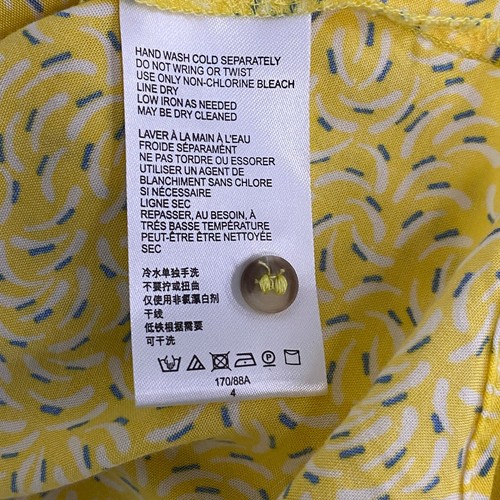 HAND WASH COLD SEPARATELY
DO NOT WRING OR TWIST
USE ONLY NON-CHLORINE BLEACH
LINE DRY
LOW IRON AS NEEDED
MAY BE DRY CLEANED
LAVER À LA MAIN À L'EAU
FROIDE SÉPARAMÉNT
NE PAS TORDRE OU ESSORER
UTILISER UN AGENT DE
BLANCHIMENT SANS CHLORE
SI NÉCESSAIRE
LIGNE SEC
REPASSER, AU BESOIN, À
TRÉS BASSE TEMPÉRATURE
PEUT-ÊTRE ÊTRE NETTOYÉE
SEC
冷水单独手洗
不要拧或扭曲
仅使用非氯漂白剂
干线
低铁根据需要
可干洗
170/88A
4